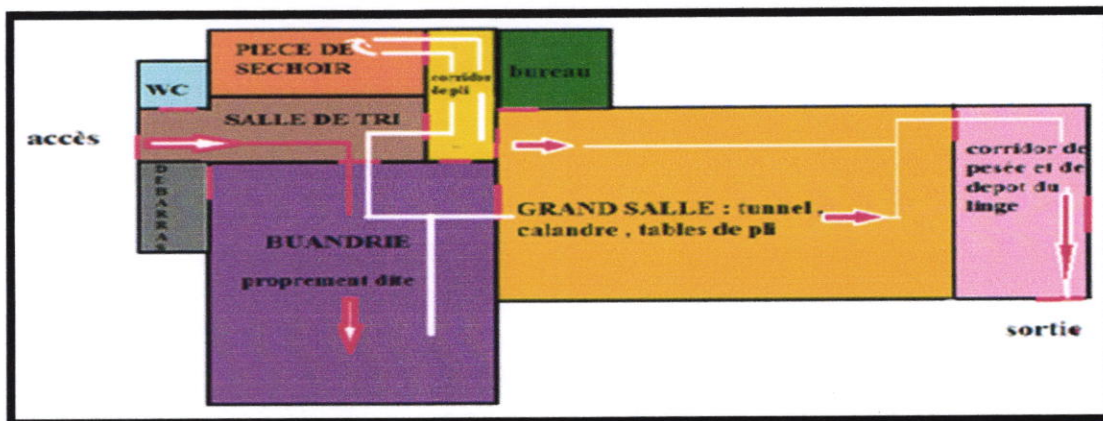 PIECE DE
SECHOIR
corridor
de pli
bureau
WC
SALLE DE TRI
accès
DEBARRAS
corridor de
pesée et de
depot du
linge
GRAND SALLE : tunnel ,
calandre , tables de pli
BUANDRIE
proprement dite
sortie